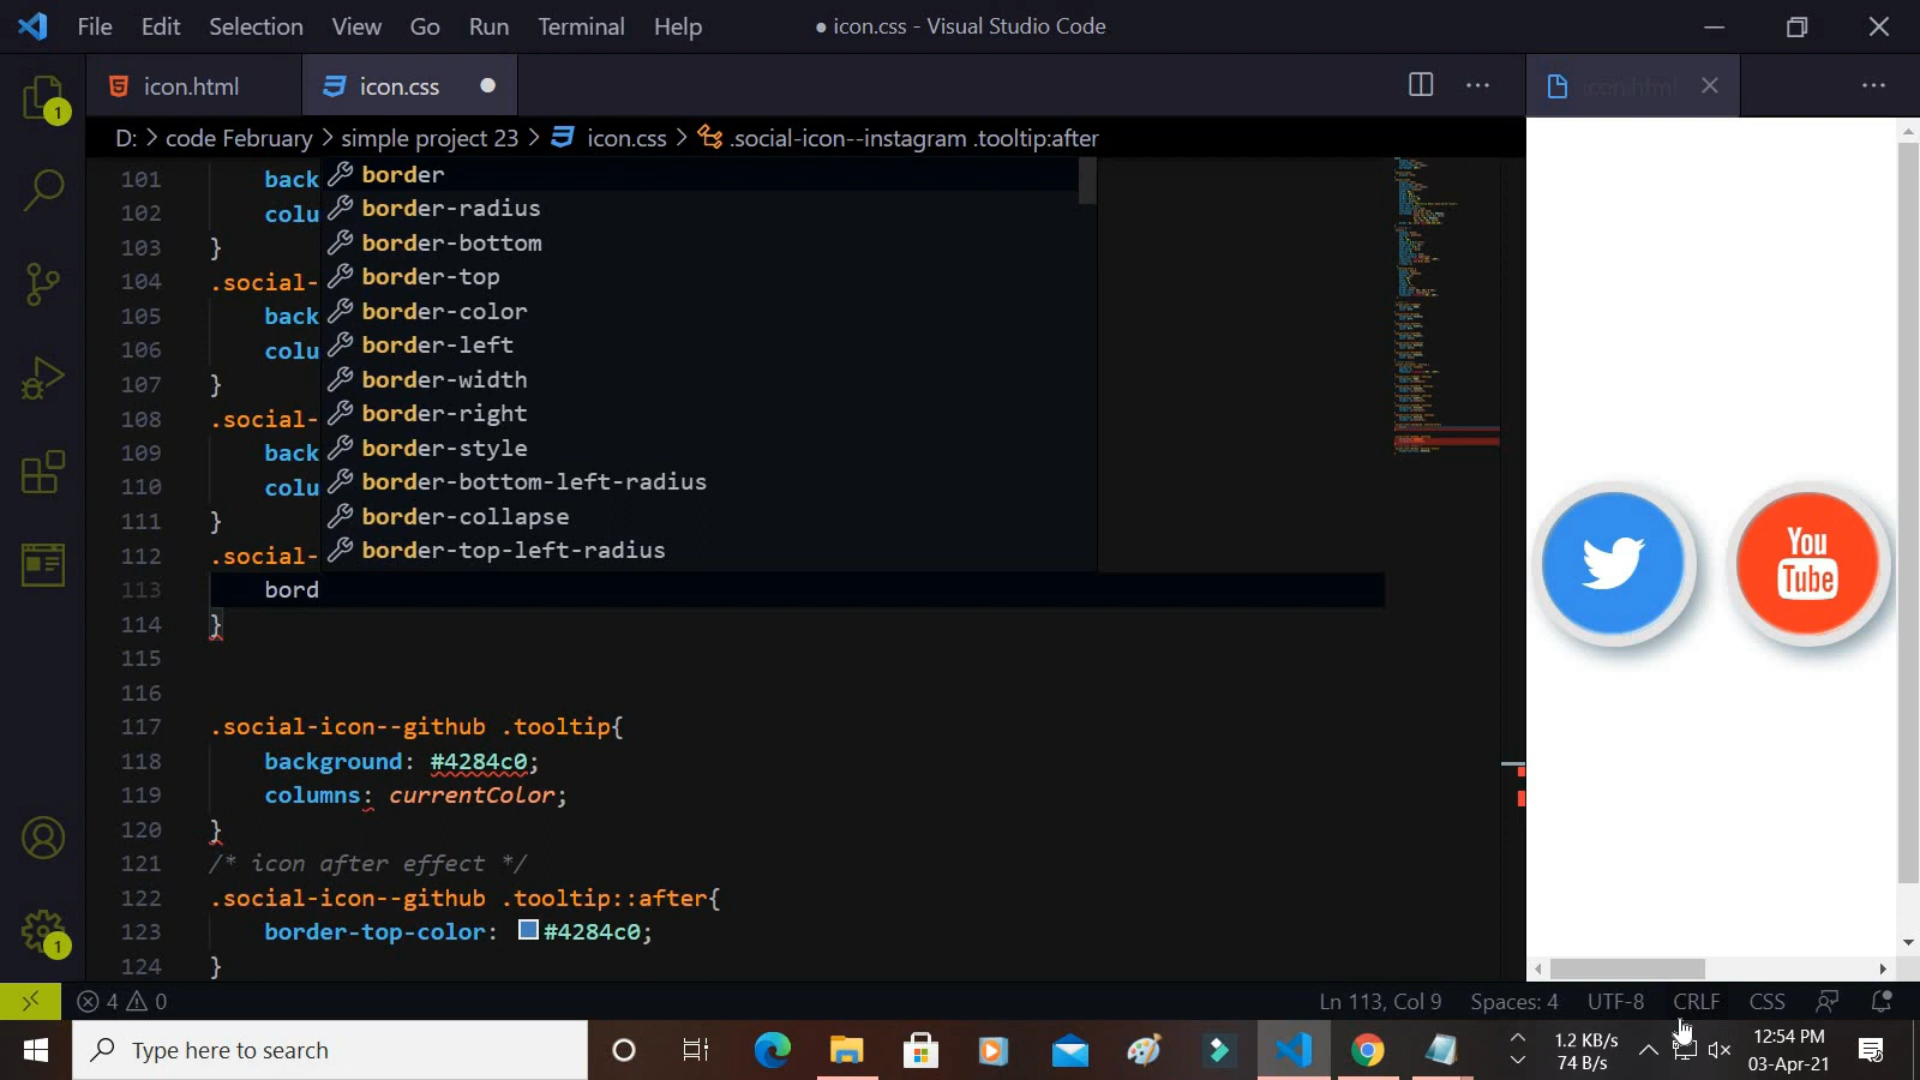 File Edit Selection View Go Run Terminal Help
● icon.css - Visual Studio Code
icon.html
icon.css
icon.html
D: > code February > simple project 23 > icon.css > .social-icon--instagram .tooltip:after
101 back
102 colu
103 }
104 .social-
105 back
106 colu
107 }
108 .social-
109 back
110 colu
111 }
112 .social-
border
border-radius
border-bottom
border-top
border-color
border-left
border-width
border-right
border-style
border-bottom-left-radius
border-collapse
border-top-left-radius
113 bord
114 }
115
116
117 .social-icon--github .tooltip{
118 background: #4284c0;
119 columns: currentColor;
120 }
121 /* icon after effect */
122 .social-icon--github .tooltip::after{
123 border-top-color: #4284c0;
124 }
You
Tube
1
1
4 0
Ln 113, Col 9 Spaces: 4 UTF-8 CRLF CSS
Type here to search
1.2 KB/s
74 B/s
12:54 PM
03-Apr-21